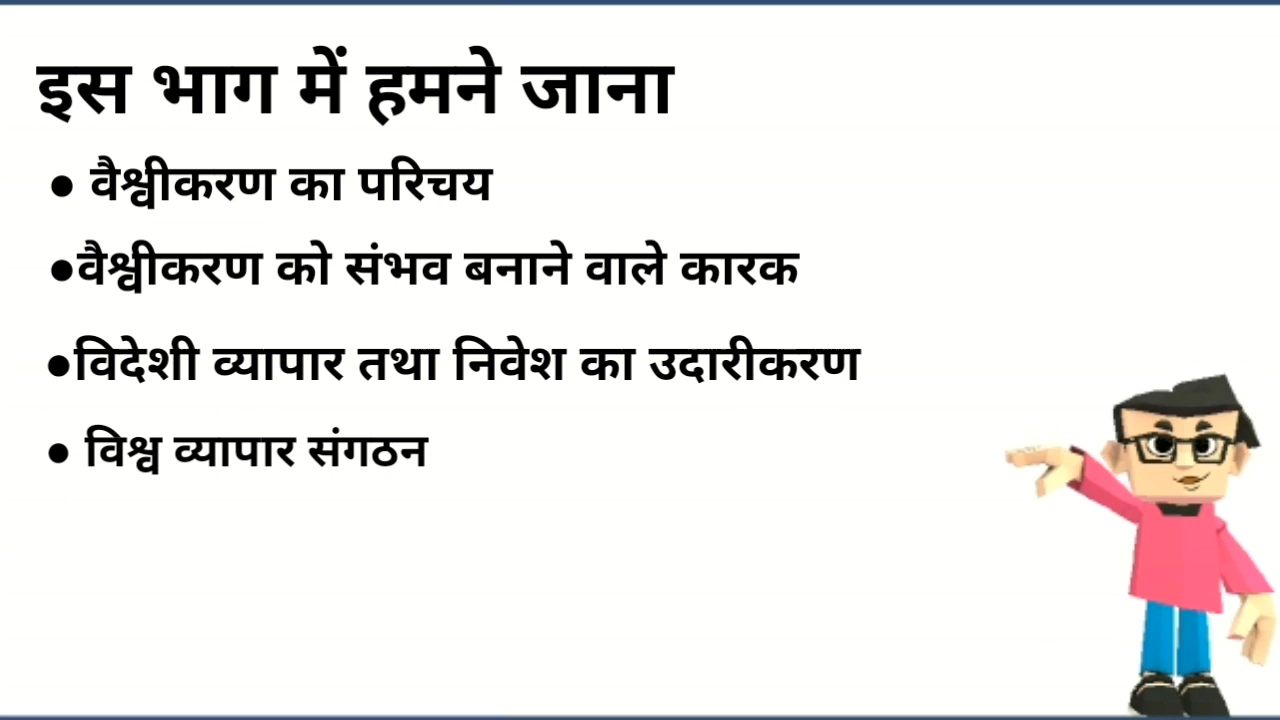 इस भाग में हमने जाना
● वैश्वीकरण का परिचय
●वैश्वीकरण को संभव बनाने वाले कारक
●विदेशी व्यापार तथा निवेश का उदारीकरण
● विश्व व्यापार संगठन